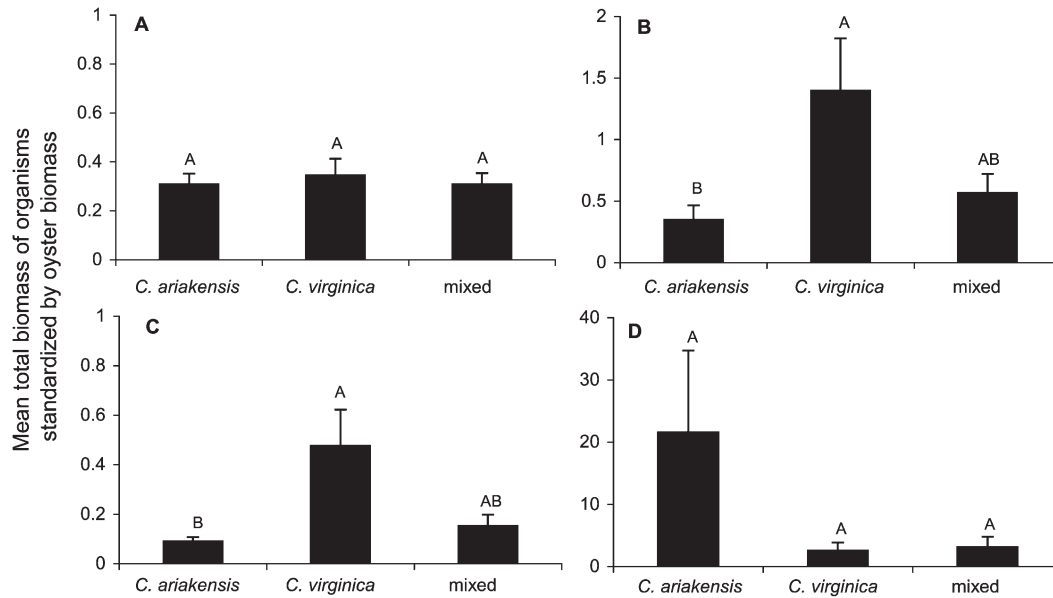 Mean total biomass of organisms
standardized by oyster biomass
A
1
0.8
0.6
0.4
0.2
0
A
A
A
C. ariakensis
C. virginica
mixed
B
2
1.5
1
0.5
0
B
A
AB
C. ariakensis
C. virginica
mixed
C
1
0.8
0.6
0.4
0.2
0
B
A
AB
C. ariakensis
C. virginica
mixed
D
40
30
20
10
0
A
A
A
C. ariakensis
C. virginica
mixed